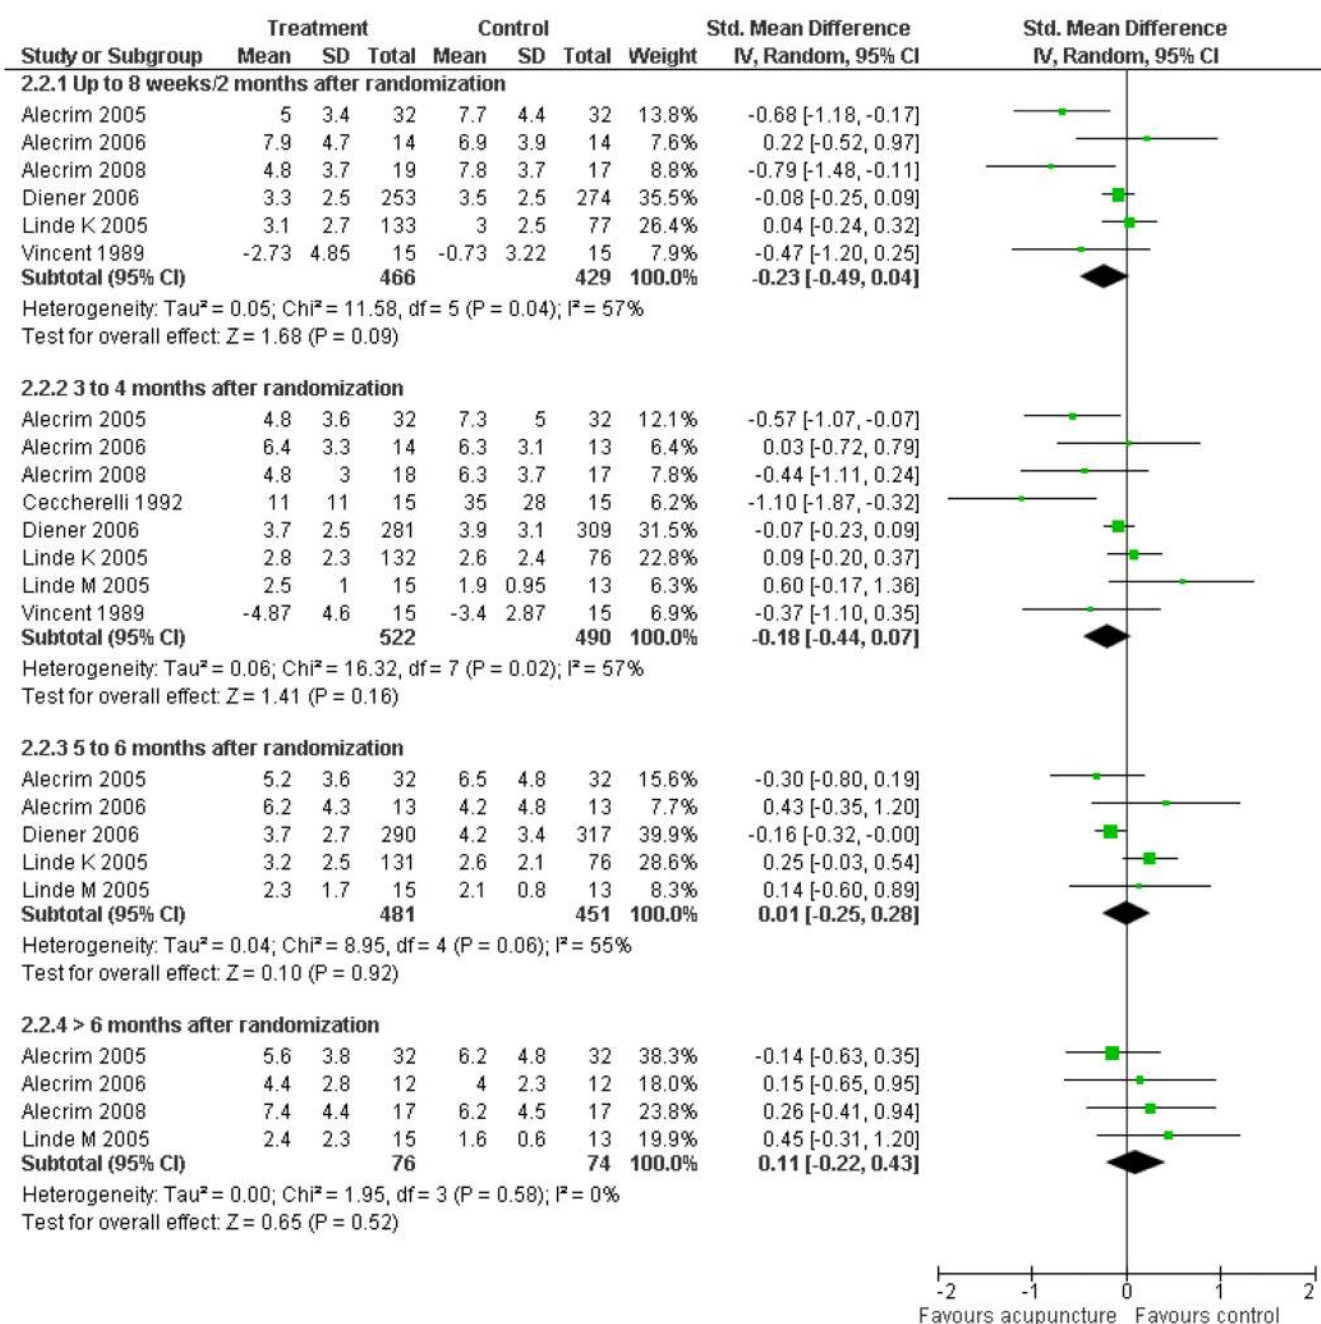 Treatment Control Std. Mean Difference Std. Mean Difference
Study or Subgroup Mean SD Total Mean SD Total Weight IV, Random, 95% CI IV, Random, 95% CI
2.2.1 Up to 8 weeks/2 months after randomization
Alecrim 2005 5 3.4 32 7.7 4.4 32 13.8% -0.68 [-1.18, -0.17]
Alecrim 2006 7.9 4.7 14 6.9 3.9 14 7.6% 0.22 [-0.52, 0.97]
Alecrim 2008 4.8 3.7 19 7.8 3.7 17 8.8% -0.79 [-1.48, -0.11]
Diener 2006 3.3 2.5 253 3.5 2.5 274 35.5% -0.08 [-0.25, 0.09]
Linde K 2005 3.1 2.7 133 3 2.5 77 26.4% 0.04 [-0.24, 0.32]
Vincent 1989 -2.73 4.85 15 -0.73 3.22 15 7.9% -0.47 [-1.20, 0.25]
Subtotal (95% CI) 466 429 100.0% -0.23 [-0.49, 0.04]
Heterogeneity: Tau² = 0.05; Chi² = 11.58, df = 5 (P = 0.04); I² = 57%
Test for overall effect: Z = 1.68 (P = 0.09)
2.2.2 3 to 4 months after randomization
Alecrim 2005 4.8 3.6 32 7.3 5 32 12.1% -0.57 [-1.07, -0.07]
Alecrim 2006 6.4 3.3 14 6.3 3.1 13 6.4% 0.03 [-0.72, 0.79]
Alecrim 2008 4.8 3 18 6.3 3.7 17 7.8% -0.44 [-1.11, 0.24]
Ceccherelli 1992 11 11 15 35 28 15 6.2% -1.10 [-1.87, -0.32]
Diener 2006 3.7 2.5 281 3.9 3.1 309 31.5% -0.07 [-0.23, 0.09]
Linde K 2005 2.8 2.3 132 2.6 2.4 76 22.8% 0.09 [-0.20, 0.37]
Linde M 2005 2.5 1 15 1.9 0.95 13 6.3% 0.60 [-0.17, 1.36]
Vincent 1989 -4.87 4.6 15 -3.4 2.87 15 6.9% -0.37 [-1.10, 0.35]
Subtotal (95% CI) 522 490 100.0% -0.18 [-0.44, 0.07]
Heterogeneity: Tau² = 0.06; Chi² = 16.32, df = 7 (P = 0.02); I² = 57%
Test for overall effect: Z = 1.41 (P = 0.16)
2.2.3 5 to 6 months after randomization
Alecrim 2005 5.2 3.6 32 6.5 4.8 32 15.6% -0.30 [-0.80, 0.19]
Alecrim 2006 6.2 4.3 13 4.2 4.8 13 7.7% 0.43 [-0.35, 1.20]
Diener 2006 3.7 2.7 290 4.2 3.4 317 39.9% -0.16 [-0.32, -0.00]
Linde K 2005 3.2 2.5 131 2.6 2.1 76 28.6% 0.25 [-0.03, 0.54]
Linde M 2005 2.3 1.7 15 2.1 0.8 13 8.3% 0.14 [-0.60, 0.89]
Subtotal (95% CI) 481 451 100.0% 0.01 [-0.25, 0.28]
Heterogeneity: Tau² = 0.04; Chi² = 8.95, df = 4 (P = 0.06); I² = 55%
Test for overall effect: Z = 0.10 (P = 0.92)
2.2.4 > 6 months after randomization
Alecrim 2005 5.6 3.8 32 6.2 4.8 32 38.3% -0.14 [-0.63, 0.35]
Alecrim 2006 4.4 2.8 12 4 2.3 12 18.0% 0.15 [-0.65, 0.95]
Alecrim 2008 7.4 4.4 17 6.2 4.5 17 23.8% 0.26 [-0.41, 0.94]
Linde M 2005 2.4 2.3 15 1.6 0.6 13 19.9% 0.45 [-0.31, 1.20]
Subtotal (95% CI) 76 74 100.0% 0.11 [-0.22, 0.43]
Heterogeneity: Tau² = 0.00; Chi² = 1.95, df = 3 (P = 0.58); I² = 0%
Test for overall effect: Z = 0.65 (P = 0.52)
-2 -1 0 1 2
Favours acupuncture Favours control